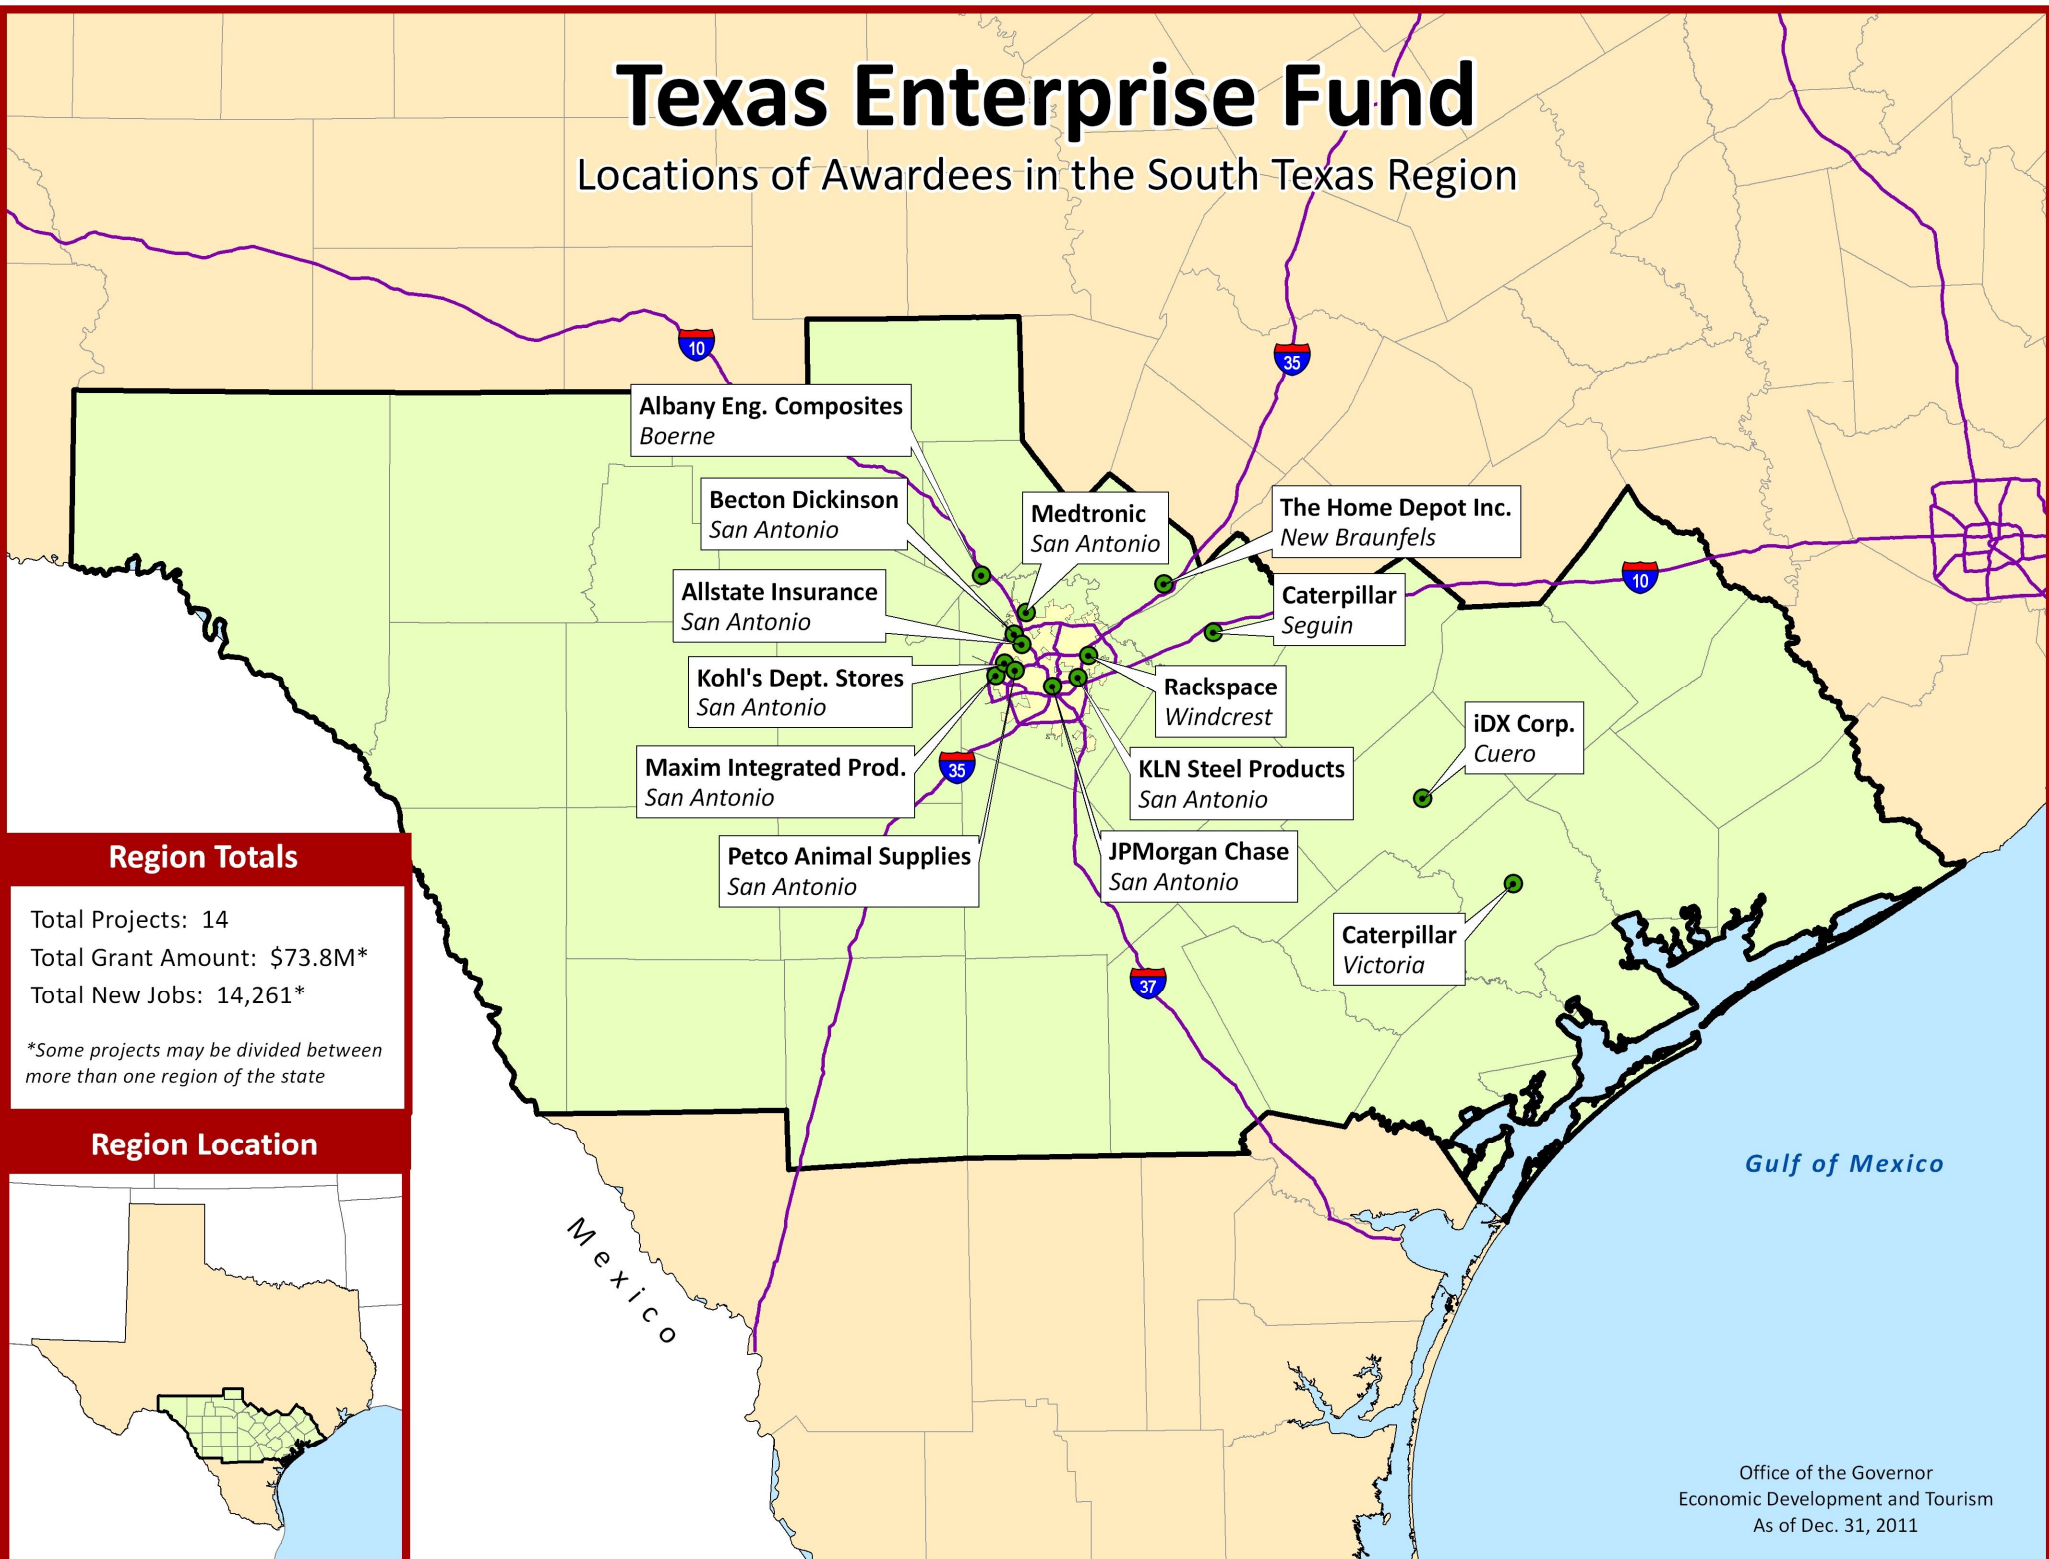 Texas Enterprise Fund
Locations of Awardees in the South Texas Region
10
35
Albany Eng. Composites
Boerne
Becton Dickinson
San Antonio
Medtronic
San Antonio
The Home Depot Inc.
New Braunfels
Allstate Insurance
San Antonio
Caterpillar
Seguin
10
Kohl's Dept. Stores
San Antonio
Rackspace
Windcrest
iDX Corp.
Cuero
Maxim Integrated Prod.
San Antonio
35
KLN Steel Products
San Antonio
Petco Animal Supplies
San Antonio
JPMorgan Chase
San Antonio
Caterpillar
Victoria
37
Region Totals
Total Projects: 14
Total Grant Amount: $73.8M*
Total New Jobs: 14,261*
*Some projects may be divided between
more than one region of the state
Region Location
Mexico
Gulf of Mexico
Office of the Governor
Economic Development and Tourism
As of Dec. 31, 2011